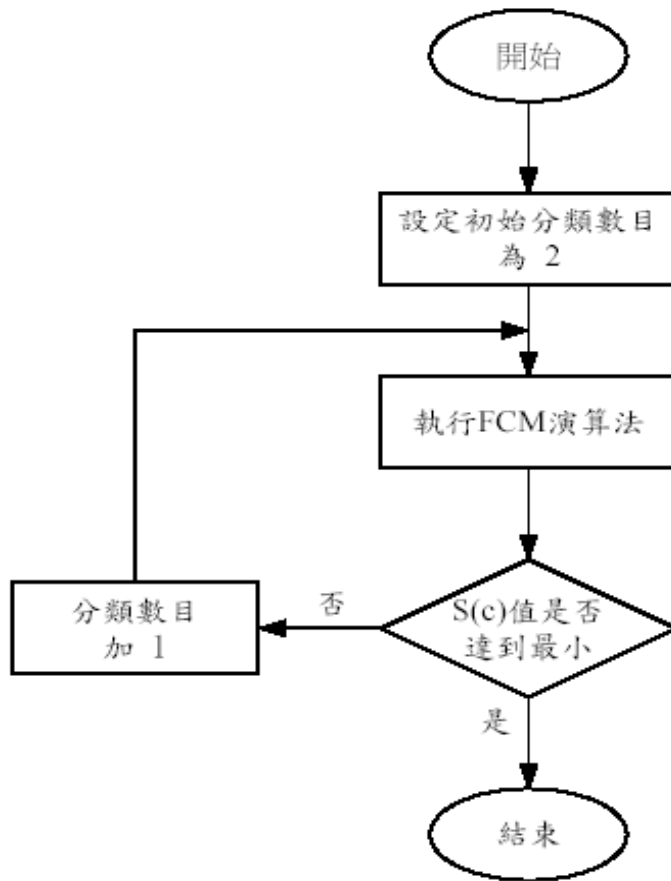 開始
設定初始分類數目
為 2
執行FCM演算法
S(c)值是否
達到最小
否
分類數目
加 1
是
結束